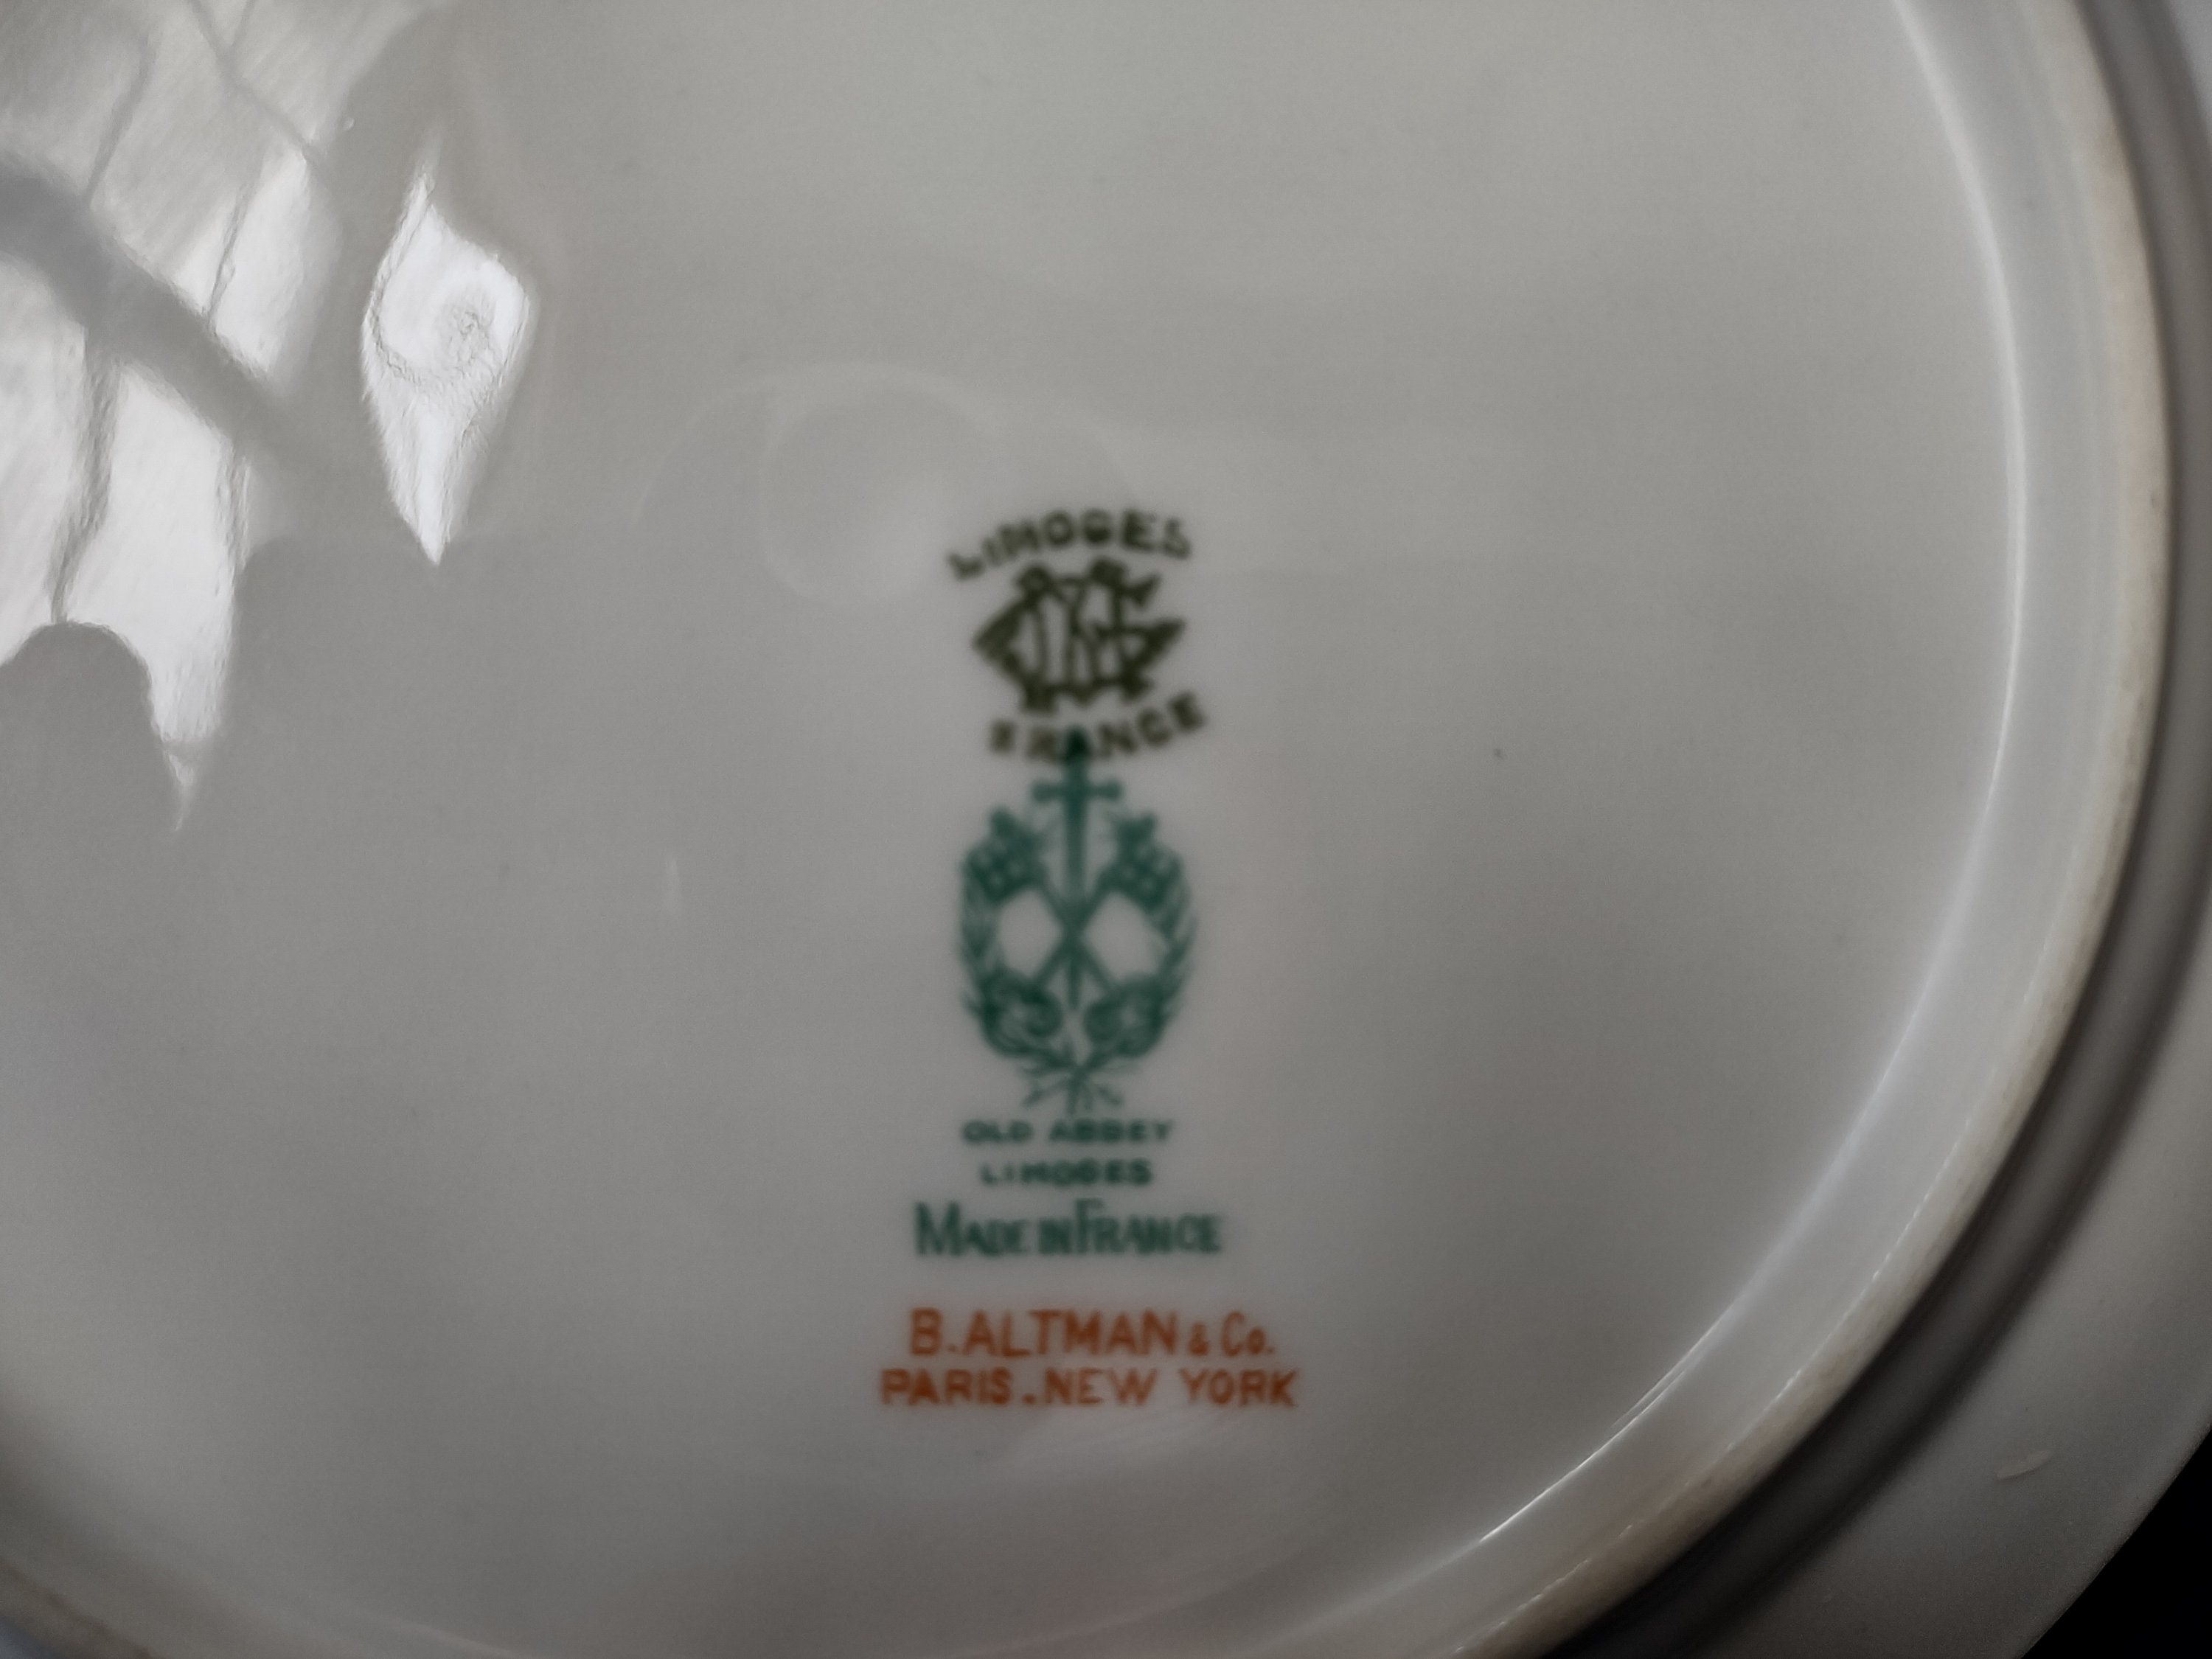 LIMOGES
FRANCE
OLD ABBEY
LIMOGES
MADE IN FRANCE
B. ALTMAN & Co.
PARIS. NEW YORK